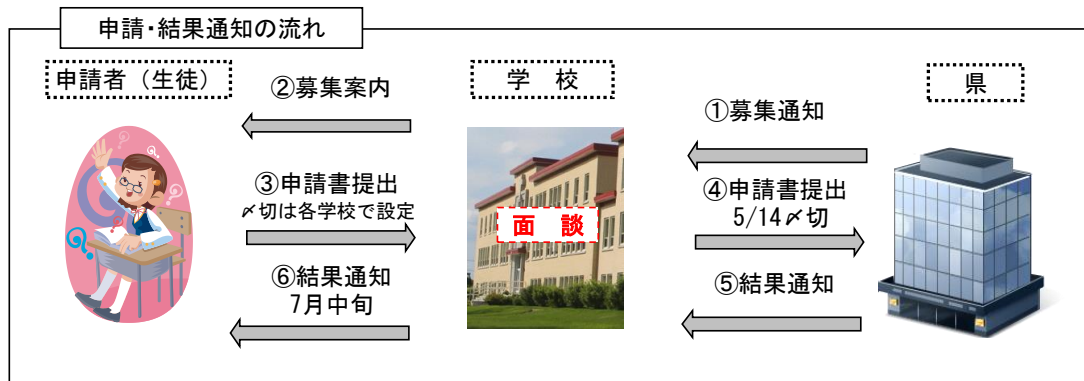 申請・結果通知の流れ
申請者（生徒）
学　校
県
②募集案内
①募集通知
③申請書提出
〆切は各学校で設定
④申請書提出
5/14〆切
面　談
⑥結果通知
7月中旬
⑤結果通知